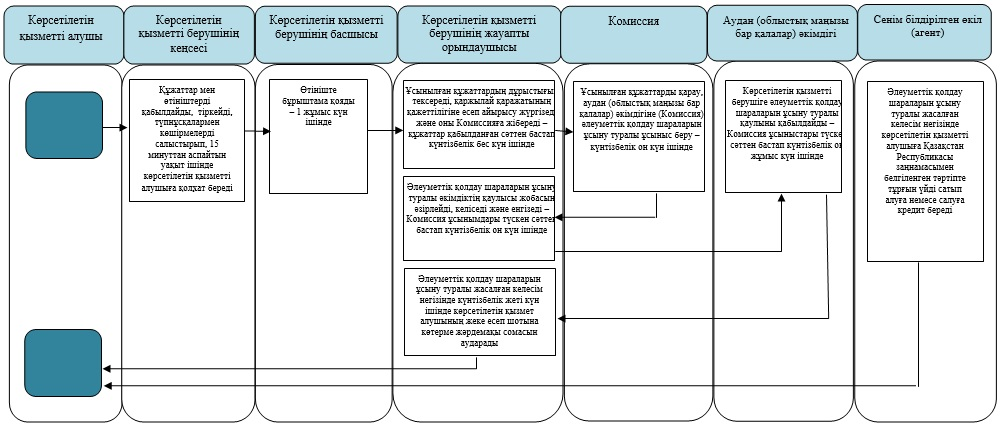 Көрсетілетін
қызметті алушы
Көрсетілетін
қызметті берушінің
кеңсесі
Көрсетілетін қызметті
берушінің басшысы
Көрсетілетін қызметті
берушінің жауапты
орындаушысы
Комиссия
Аудан (облыстық маңызы
бар қалалар) әкімдігі
Сенім білдірілген өкіл
(агент)
Құжаттар мен
өтініштерді
қабылдайды, тіркейді,
түпнұсқалармен
көшірмелерді
салыстырып, 15
минуттан аспайтын
уақыт ішінде
көрсетілетін қызметті
алушыға қолхат береді
Өтініште
бұрыштама қояды
– 1 жұмыс күн
ішінде
Ұсынылған құжаттардың дұрыстығы
тексереді, қаржылай қаражатының
қажеттілігіне есеп айырысу жүргізед
және оны Комиссияға жібереді –
құжаттар қабылданған сәттен бастап
күнтізбелік бес күн ішінде
Әлеуметтік қолдау шараларын ұсыну
туралы әкімдіктің қаулысы жобасын
әзірлейді, келіседі және енгізеді –
Комиссия ұсынымдары түскен сәттен
бастап күнтізбелік он күн ішінде
Әлеуметтік қолдау шараларын
ұсыну туралы жасалған келесім
негізінде күнтізбелік жеті күн
ішінде көрсетілетін қызмет
алушының жеке есеп шотына
көтерме жәрдемақы сомасын
аударады
Ұсынылған құжаттарды қарау,
аудан (облыстық маңызы бар
қалалар) әкімдігіне (Комиссия)
әлеуметтік қолдау шараларын
ұсыну туралы ұсыныс беру –
күнтізбелік он күн ішінде
Көрсетілетін қызметті
берушіге әлеуметтік қолдау
шараларын ұсыну туралы
қаулыны қабылдайды –
Комиссия ұсыныстары түске
сәттен бастап күнтізбелік он
жұмыс күн ішінде
Әлеуметтік қолдау
шараларын ұсыну
туралы жасалған
келесім негізінде
көрсетілетін қызметті
алушыға Қазақстан
Республикасы
заңнамасымен
белгіленген тәртіпте
тұрғын үйді сатып
алуға немесе салуға
кредит береді